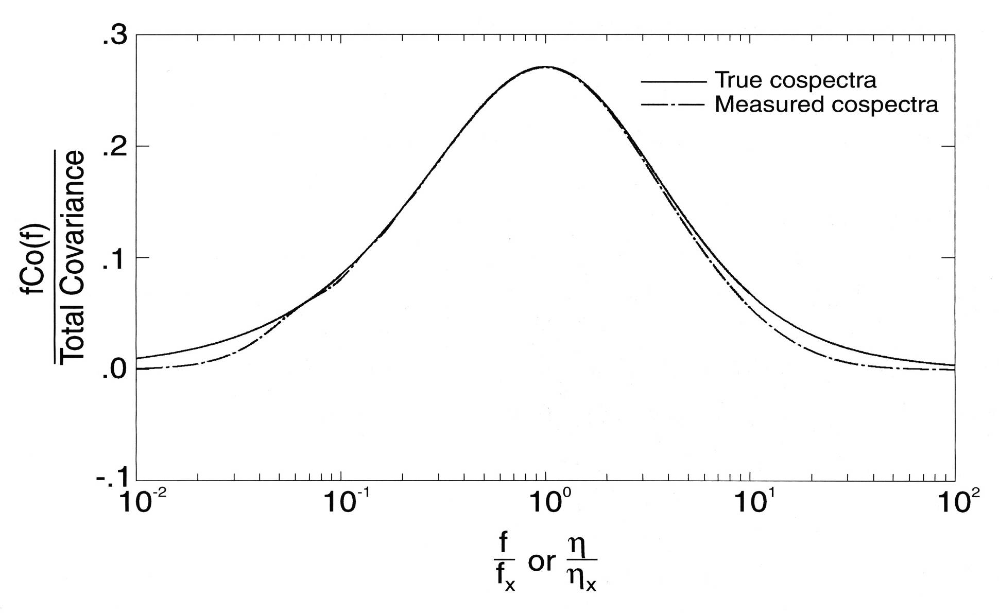 .3
.2
.1
.0
-.1
fCo(f)
Total Covariance
True cospectra
Measured cospectra
10⁻² 10⁻¹ 10⁰ 10¹ 10²
f
fₓ
or
η
ηₓ